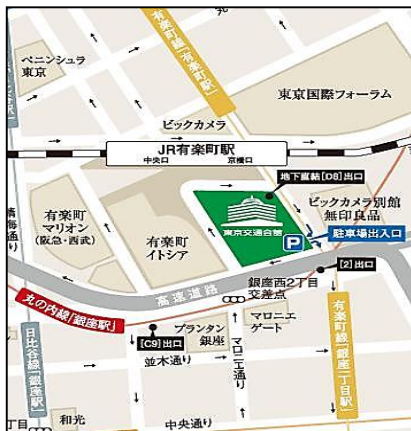 ペニンシュラ
東京
有楽町線「有楽町駅」
東京国際フォーラム
ビックカメラ
JR有楽町駅
中央口
京橋口
地下直結[D8]出口
ビックカメラ別館
無印良品
駐車場出入口
P
東京交通会館
有楽町
マリオン
(阪急・西武)
有楽町
イトシア
晴海通り
[2]出口
高速道路
銀座西2丁目
交差点
丸の内線「銀座駅」
[C9]出口
プランタン
銀座
マロニエ
ゲート
並木通り
マロニエ通り
有楽町線「銀座一丁目駅」
日比谷線「銀座駅」
和光
丁目
中央通り